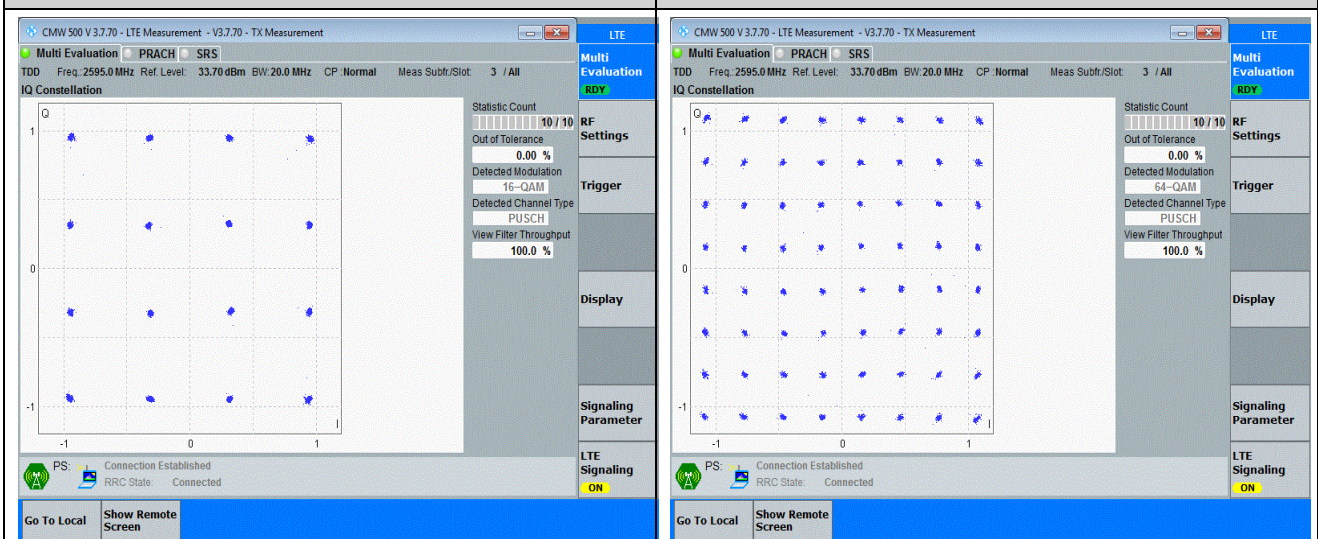 CMW 500 V 3.7.70 - LTE Measurement - V3.7.70 - TX Measurement
LTE
Multi Evaluation PRACH SRS
Multi
Evaluation
RDY
TDD Freq.: 2595.0 MHz Ref. Level: 33.70 dBm BW: 20.0 MHz CP :Normal Meas Subfr./Slot: 3 / All
IQ Constellation
Q
1
0
-1
-1 0 1
I
Statistic Count
10 / 10
Out of Tolerance
0.00 %
Detected Modulation
16-QAM
Detected Channel Type
PUSCH
View Filter Throughput
100.0 %
RF
Settings
Trigger
Display
Signaling
Parameter
LTE
Signaling
ON
PS: Connection Established
RRC State: Connected
Go To Local
Show Remote
Screen
CMW 500 V 3.7.70 - LTE Measurement - V3.7.70 - TX Measurement
LTE
Multi Evaluation PRACH SRS
Multi
Evaluation
RDY
TDD Freq.: 2595.0 MHz Ref. Level: 33.70 dBm BW: 20.0 MHz CP :Normal Meas Subfr./Slot: 3 / All
IQ Constellation
Q
1
0
-1
-1 0 1
I
Statistic Count
10 / 10
Out of Tolerance
0.00 %
Detected Modulation
64-QAM
Detected Channel Type
PUSCH
View Filter Throughput
100.0 %
RF
Settings
Trigger
Display
Signaling
Parameter
LTE
Signaling
ON
PS: Connection Established
RRC State: Connected
Go To Local
Show Remote
Screen